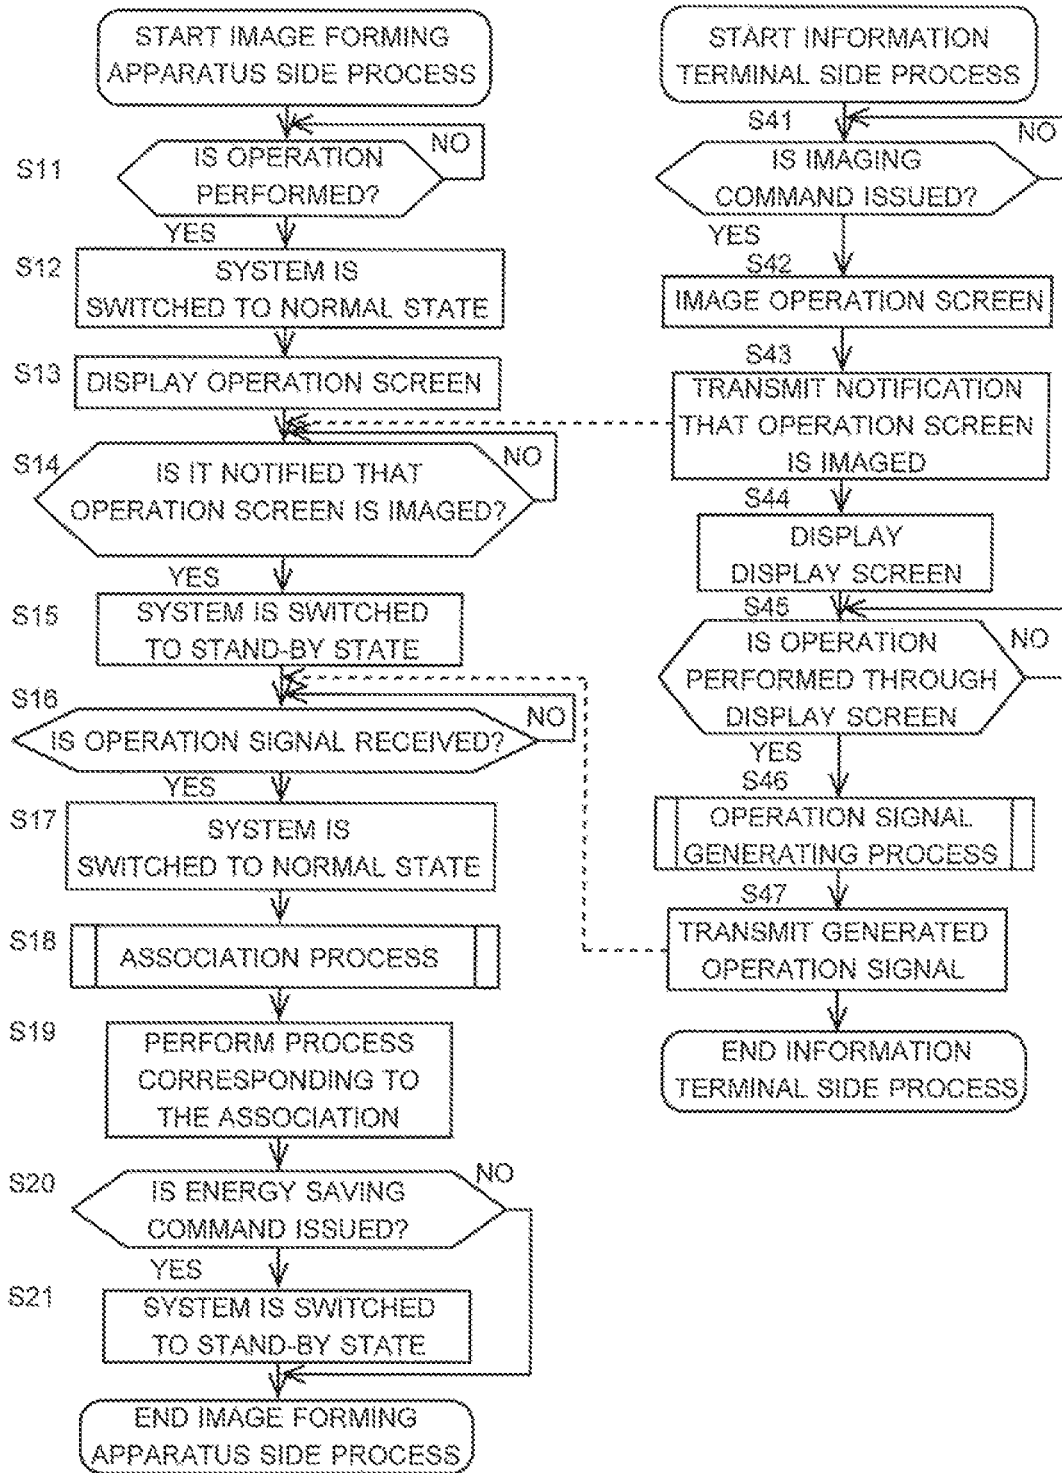 START IMAGE FORMING
APPARATUS SIDE PROCESS
NO
S11
IS OPERATION
PERFORMED?
YES
S12
SYSTEM IS
SWITCHED TO NORMAL STATE
S13
DISPLAY OPERATION SCREEN
S14
NO
IS IT NOTIFIED THAT
OPERATION SCREEN IS IMAGED?
YES
S15
SYSTEM IS SWITCHED
TO STAND-BY STATE
S16
NO
IS OPERATION SIGNAL RECEIVED?
YES
S17
SYSTEM IS
SWITCHED TO NORMAL STATE
S18
ASSOCIATION PROCESS
S19
PERFORM PROCESS
CORRESPONDING TO
THE ASSOCIATION
S20
NO
IS ENERGY SAVING
COMMAND ISSUED?
YES
S21
SYSTEM IS SWITCHED
TO STAND-BY STATE
END IMAGE FORMING
APPARATUS SIDE PROCESS
START INFORMATION
TERMINAL SIDE PROCESS
S41
NO
IS IMAGING
COMMAND ISSUED?
YES
S42
IMAGE OPERATION SCREEN
S43
TRANSMIT NOTIFICATION
THAT OPERATION SCREEN
IS IMAGED
S44
DISPLAY
DISPLAY SCREEN
S45
NO
IS OPERATION
PERFORMED THROUGH
DISPLAY SCREEN
YES
S46
OPERATION SIGNAL
GENERATING PROCESS
S47
TRANSMIT GENERATED
OPERATION SIGNAL
END INFORMATION
TERMINAL SIDE PROCESS